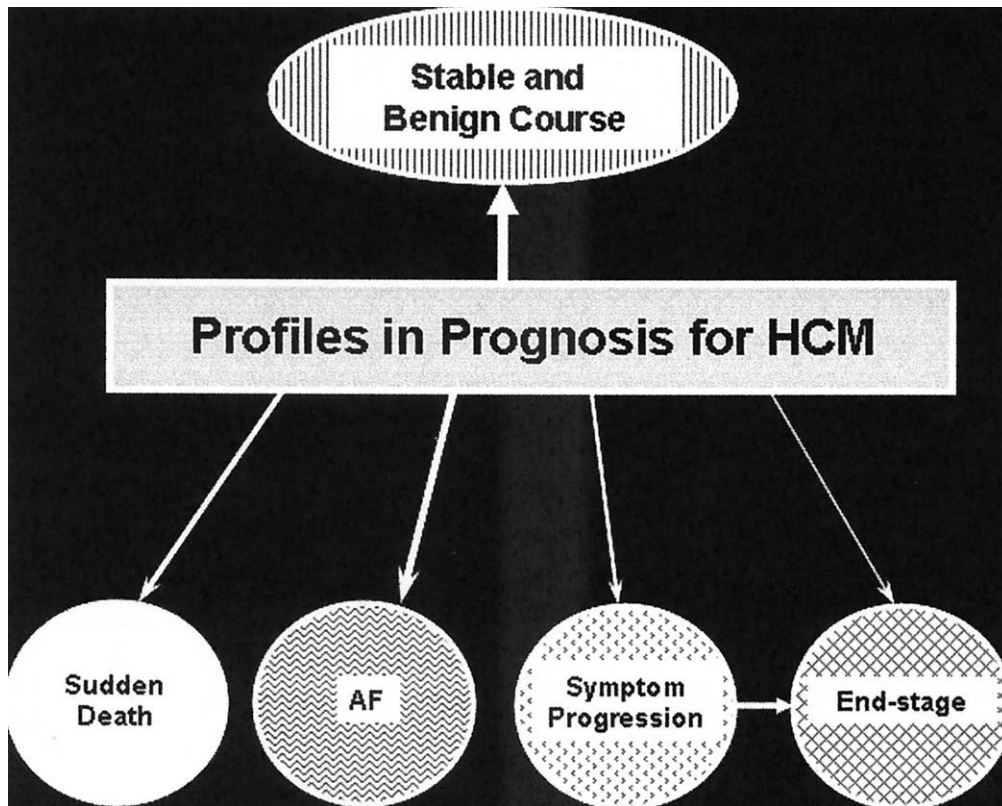 Stable and
Benign Course
Profiles in Prognosis for HCM
Sudden
Death
AF
Symptom
Progression
End-stage